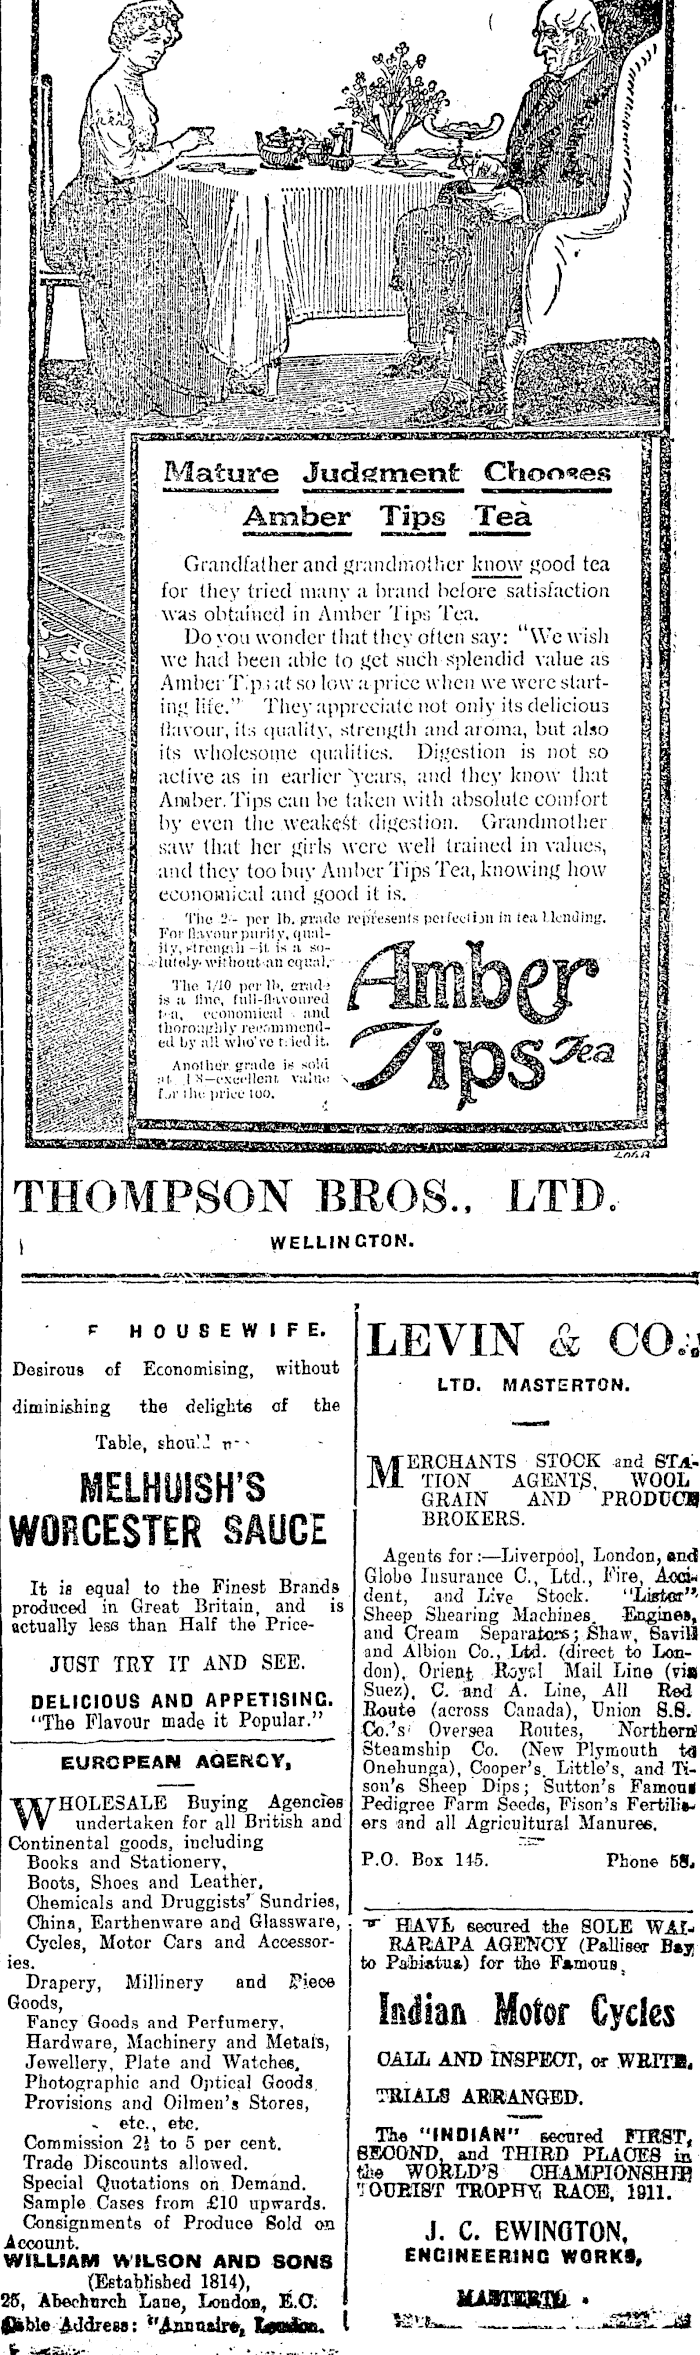 Mature Judgment Chooses
Amber Tips Tea
Grandfather and grandmother know good tea
for they tried many a brand before satisfaction
was obtained in Amber Tips Tea.
Do you wonder that they often say: "We wish
we had been able to get such splendid value as
Amber Tips at so low a price when we were start-
ing life." They appreciate not only its delicious
flavour, its quality, strength and aroma, but also
its wholesome qualities. Digestion is not so
active as in earlier years, and they know that
Amber Tips can be taken with absolute comfort
by even the weakest digestion. Grandmother
saw that her girls were well trained in values,
and they too buy Amber Tips Tea, knowing how
economical and good it is.
The 2/- per lb. grade represents perfection in tea blending.
For flavour purity, qual-
ity, strength—it is a so-
lutely without an equal.
The 1/10 per lb. grade
is a fine, full-flavoured
tea, economical and
thoroughly recommend-
ed by all who've tried it.
Another grade is sold
at 1/8—excellent value
for the price too.
Amber
Tips Tea
THOMPSON BROS., LTD.
WELLINGTON.
HOUSEWIFE.
Desirous of Economising, without
diminishing the delights of the
Table, should
MELHUISH'S
WORCESTER SAUCE
It is equal to the Finest Brands
produced in Great Britain, and is
actually less than Half the Price-
JUST TRY IT AND SEE.
DELICIOUS AND APPETISING.
"The Flavour made it Popular."
EUROPEAN AGENCY,
WHOLESALE Buying Agencies
undertaken for all British and
Continental goods, including
Books and Stationery,
Boots, Shoes and Leather,
Chemicals and Druggists' Sundries,
China, Earthenware and Glassware,
Cycles, Motor Cars and Accessor-
ies.
Drapery, Millinery and Piece
Goods,
Fancy Goods and Perfumery,
Hardware, Machinery and Metals,
Jewellery, Plate and Watches,
Photographic and Optical Goods,
Provisions and Oilmen's Stores,
etc., etc.
Commission 2½ to 5 per cent.
Trade Discounts allowed.
Special Quotations on Demand.
Sample Cases from £10 upwards.
Consignments of Produce Sold on
Account.
WILLIAM WILSON AND SONS
(Established 1814),
25, Abechurch Lane, London, E.C.
Cable Address: "Annuaire, London.
LEVIN & CO.,
LTD. MASTERTON.
MERCHANTS STOCK and STA-
TION AGENTS, WOOL
GRAIN AND PRODUCE
BROKERS.
Agents for:—Liverpool, London, and
Globe Insurance C., Ltd., Fire, Acci-
dent, and Live Stock. "Lister"
Sheep Shearing Machines, Engines,
and Cream Separators; Shaw, Savill
and Albion Co., Ltd. (direct to Lon-
don), Orient Royal Mail Line (via
Suez), C. and A. Line, All Red
Route (across Canada), Union S.S.
Co.'s Oversea Routes, Northern
Steamship Co. (New Plymouth to
Onehunga), Cooper's, Little's, and Ti-
son's Sheep Dips; Sutton's Famous
Pedigree Farm Seeds, Fison's Fertilis-
ers and all Agricultural Manures.
P.O. Box 145. Phone 58.
I HAVE secured the SOLE WAI-
RARAPA AGENCY (Palliser Bay
to Pahiatua) for the Famous
Indian Motor Cycles
CALL AND INSPECT, or WRITE.
TRIALS ARRANGED.
The "INDIAN" secured FIRST,
SECOND, and THIRD PLACES in
the WORLD'S CHAMPIONSHIP
TOURIST TROPHY RACE, 1911.
J. C. EWINGTON,
ENGINEERING WORKS,
MASTERTO